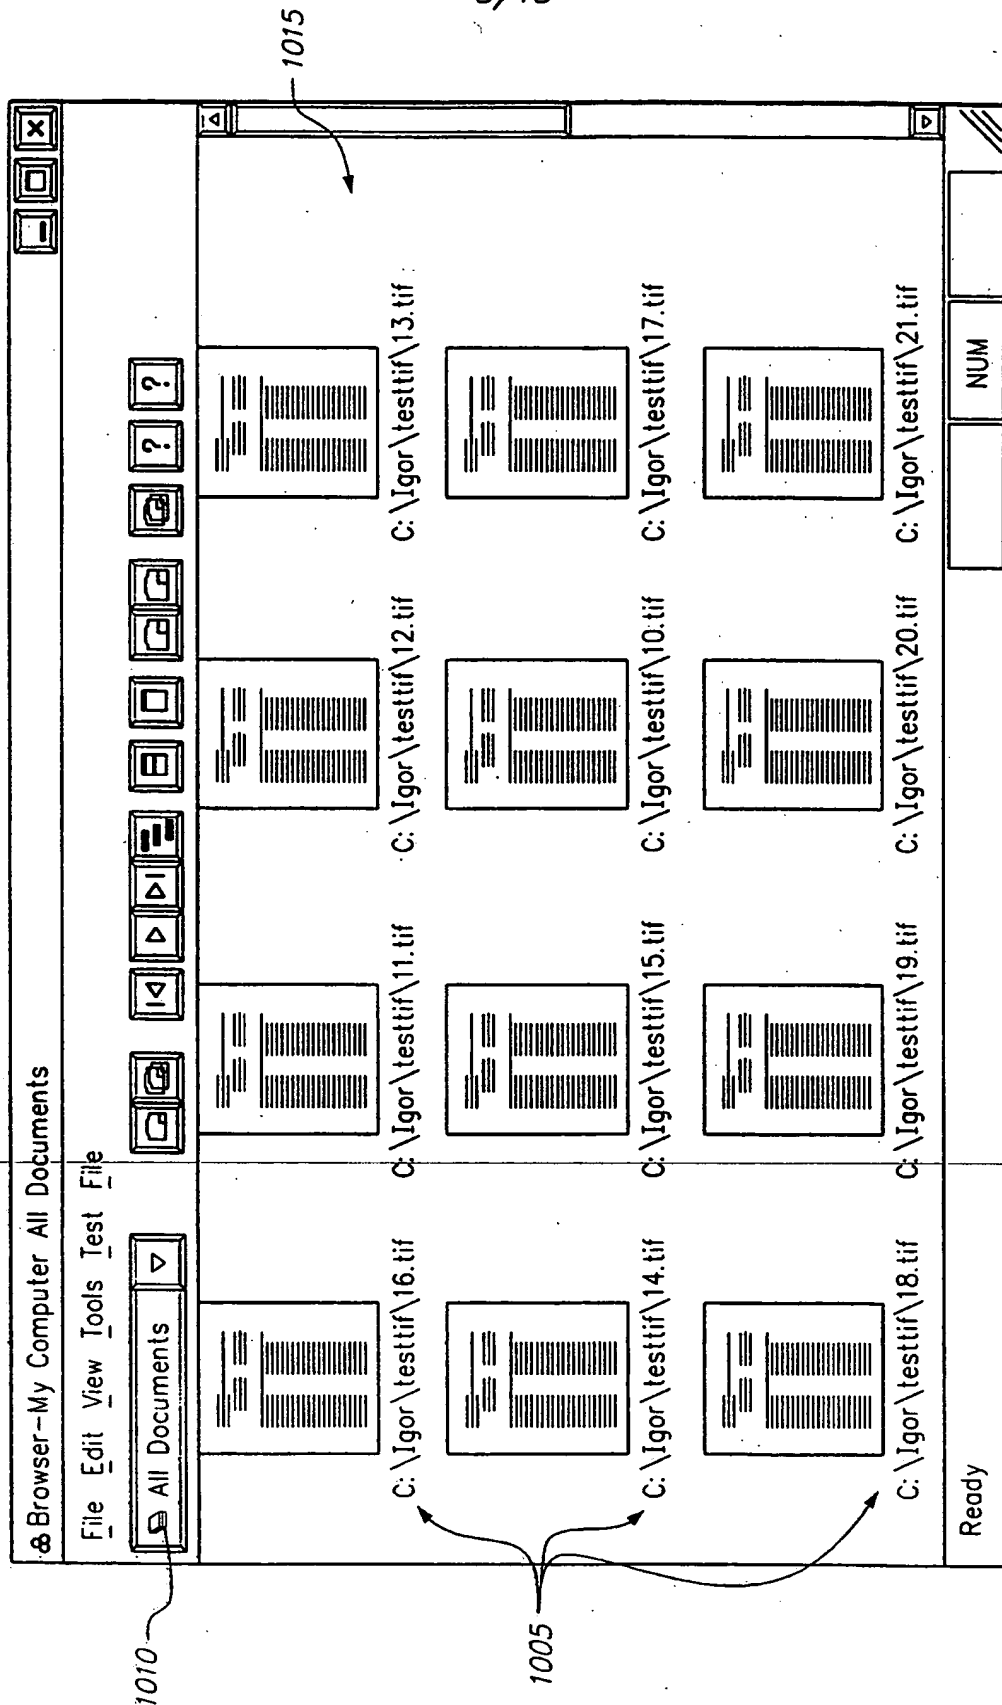 1015
Browser-My Computer All Documents
File Edit View Tools Test File
1010
All Documents
? ?
C:\Igor\testtif\16.tif C:\Igor\testtif\11.tif C:\Igor\testtif\12.tif C:\Igor\testtif\13.tif
1005
C:\Igor\testtif\14.tif C:\Igor\testtif\15.tif C:\Igor\testtif\10.tif C:\Igor\testtif\17.tif
C:\Igor\testtif\18.tif C:\Igor\testtif\19.tif C:\Igor\testtif\20.tif C:\Igor\testtif\21.tif
Ready NUM